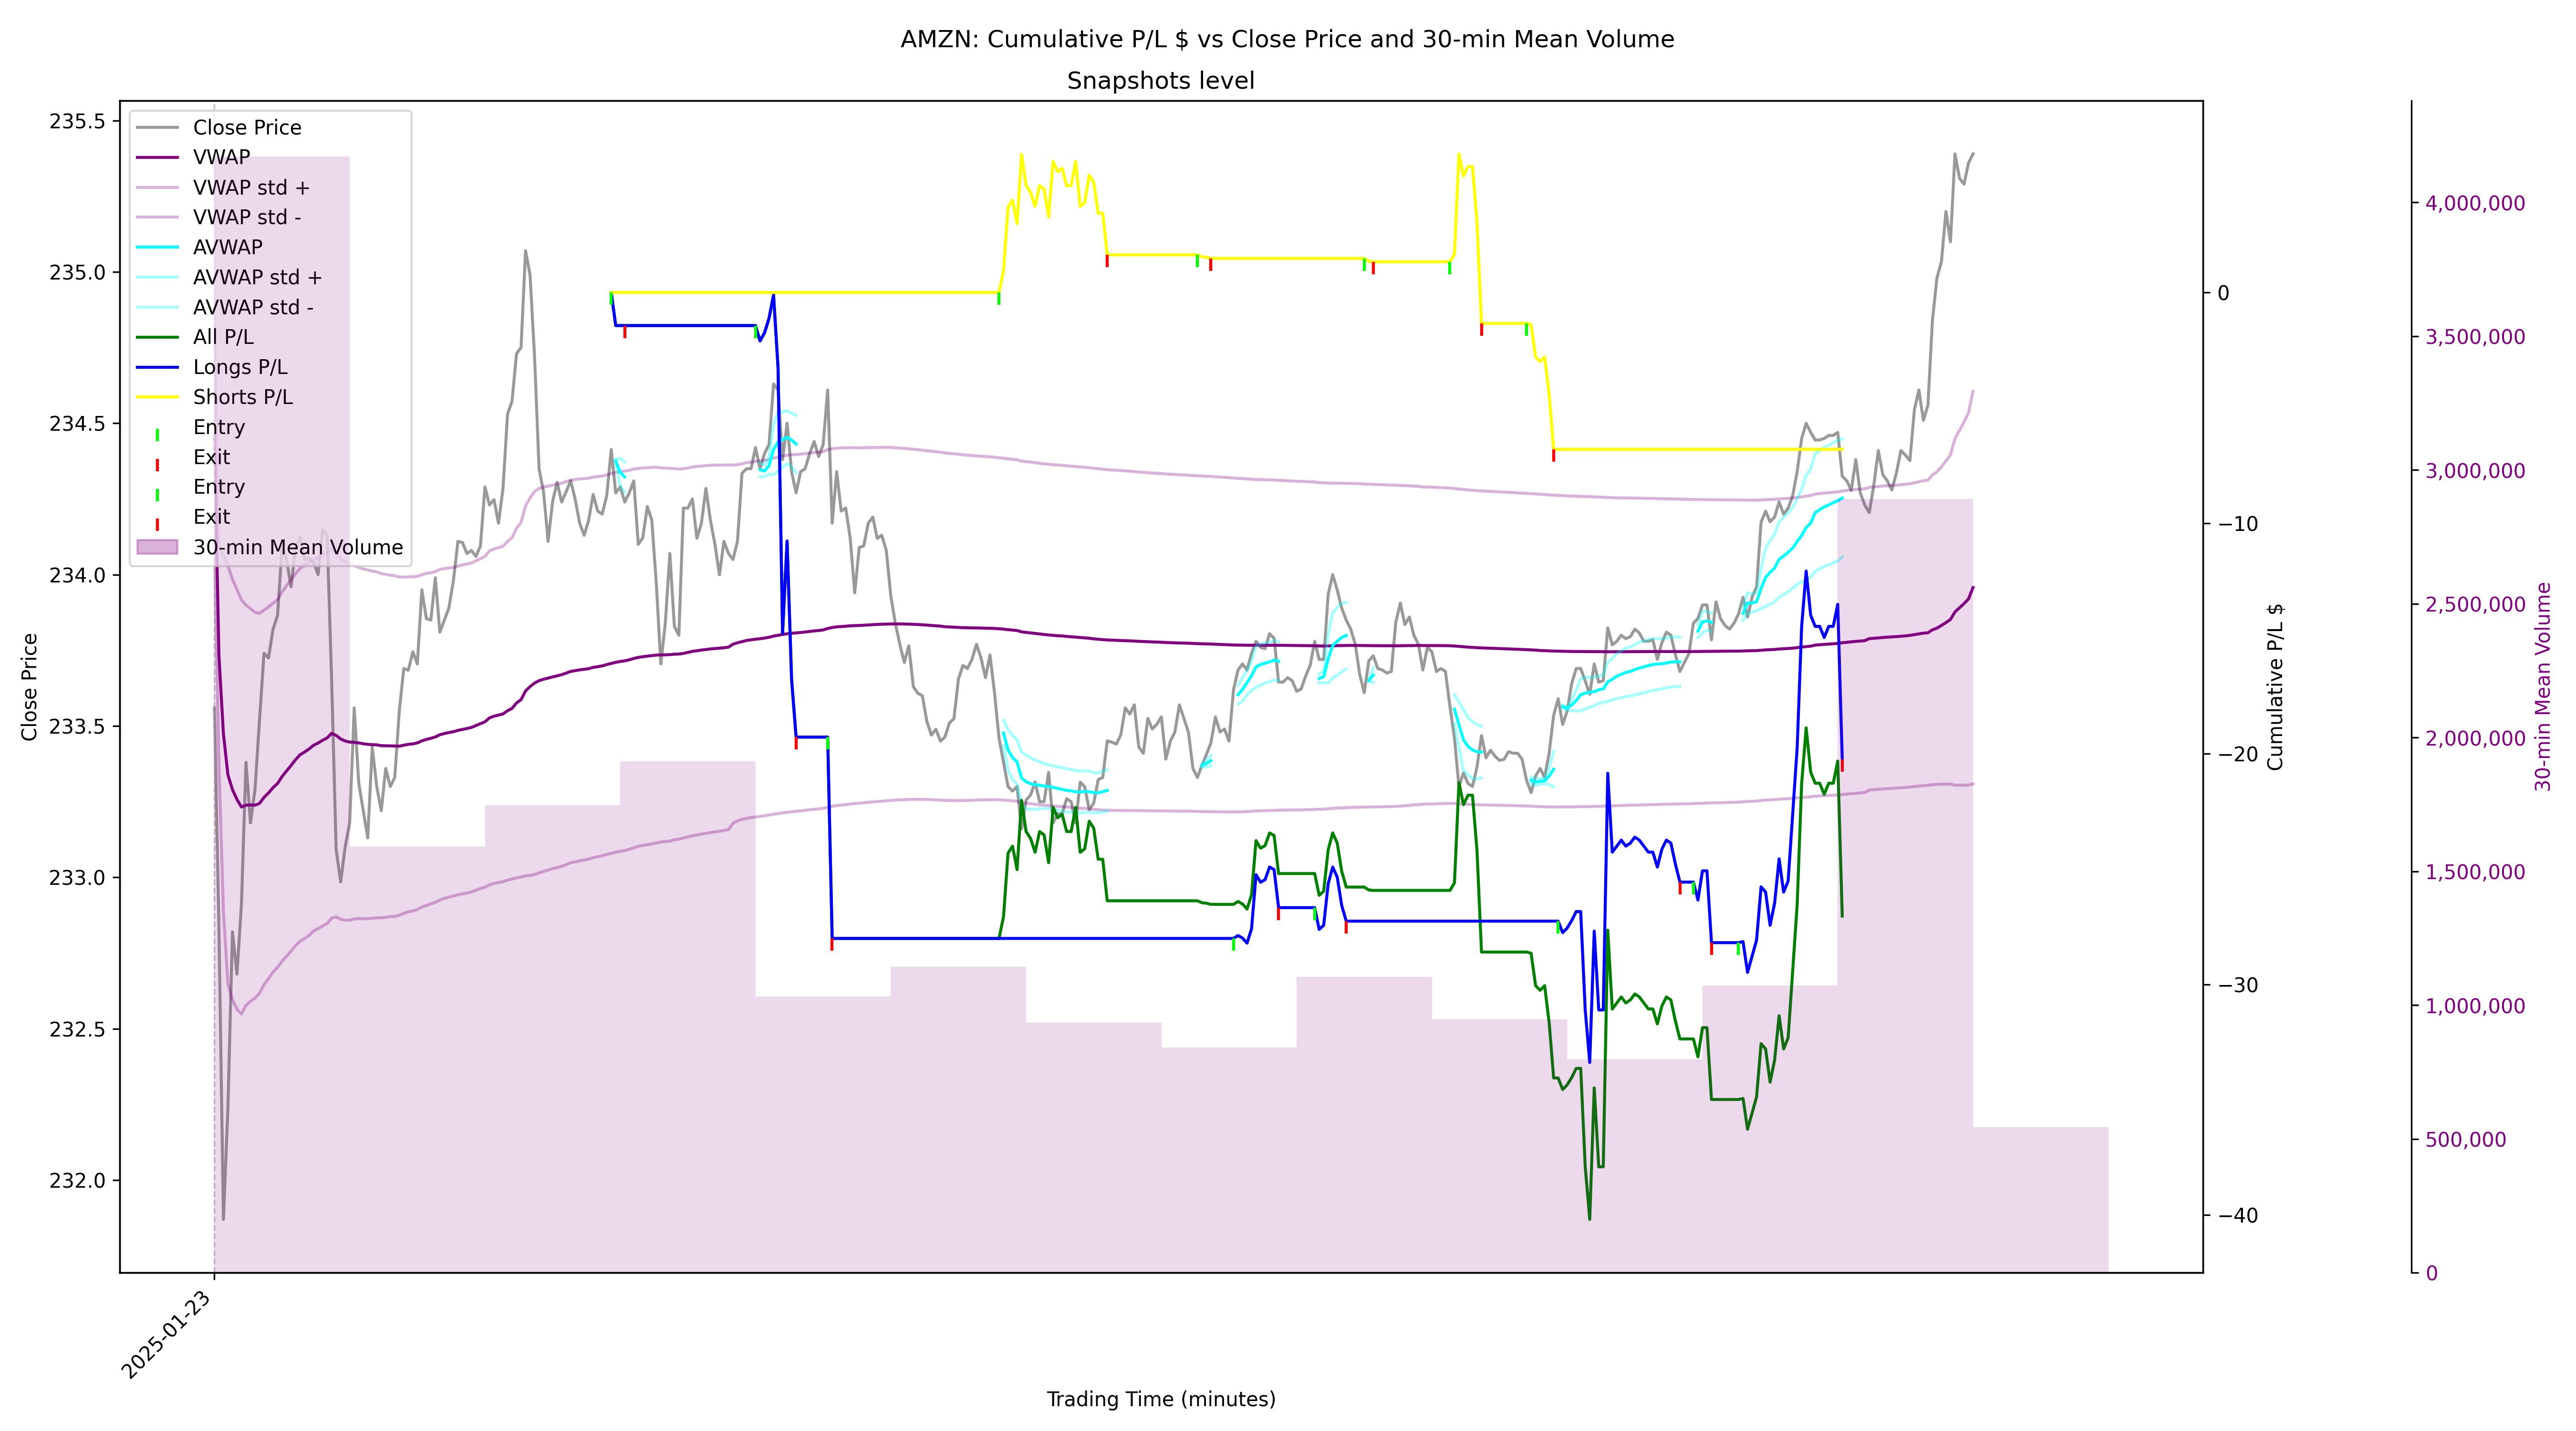 AMZN: Cumulative P/L $ vs Close Price and 30-min Mean Volume
Snapshots level
Close Price
VWAP
VWAP std +
VWAP std -
AVWAP
AVWAP std +
AVWAP std -
All P/L
Longs P/L
Shorts P/L
Entry
Exit
Entry
Exit
30-min Mean Volume
235.5
235.0
234.5
234.0
233.5
233.0
232.5
232.0
Close Price
0
−10
−20
−30
−40
Cumulative P/L $
4,000,000
3,500,000
3,000,000
2,500,000
2,000,000
1,500,000
1,000,000
500,000
0
30-min Mean Volume
2025-01-23
Trading Time (minutes)